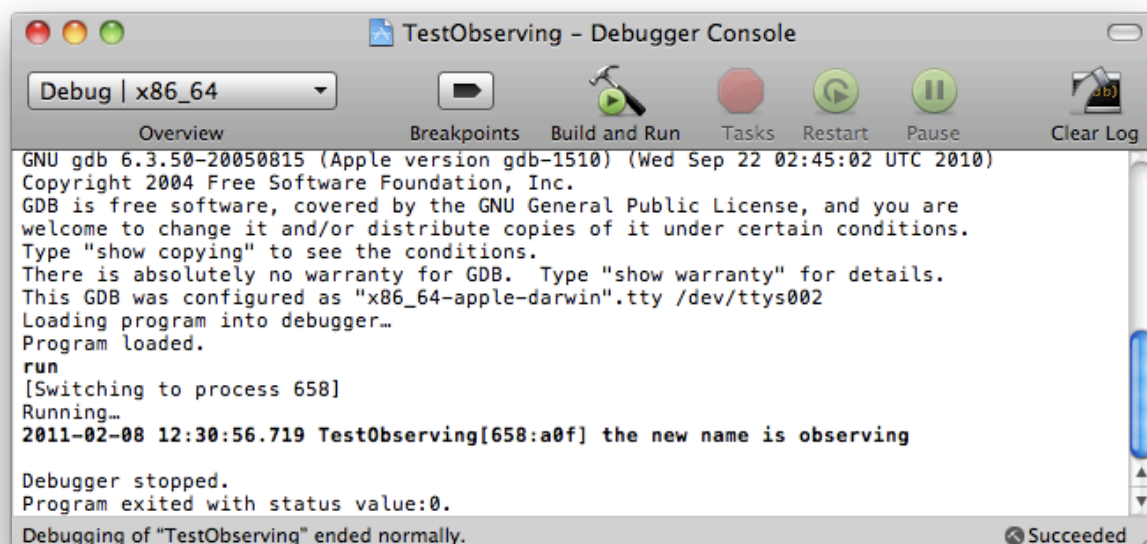 TestObserving – Debugger Console
Debug | x86_64
Overview
Breakpoints
Build and Run
Tasks
Restart
Pause
Clear Log
GNU gdb 6.3.50-20050815 (Apple version gdb-1510) (Wed Sep 22 02:45:02 UTC 2010)
Copyright 2004 Free Software Foundation, Inc.
GDB is free software, covered by the GNU General Public License, and you are
welcome to change it and/or distribute copies of it under certain conditions.
Type "show copying" to see the conditions.
There is absolutely no warranty for GDB.  Type "show warranty" for details.
This GDB was configured as "x86_64-apple-darwin".tty /dev/ttys002
Loading program into debugger…
Program loaded.
run
[Switching to process 658]
Running…
2011-02-08 12:30:56.719 TestObserving[658:a0f] the new name is observing
Debugger stopped.
Program exited with status value:0.
Debugging of “TestObserving” ended normally.
Succeeded